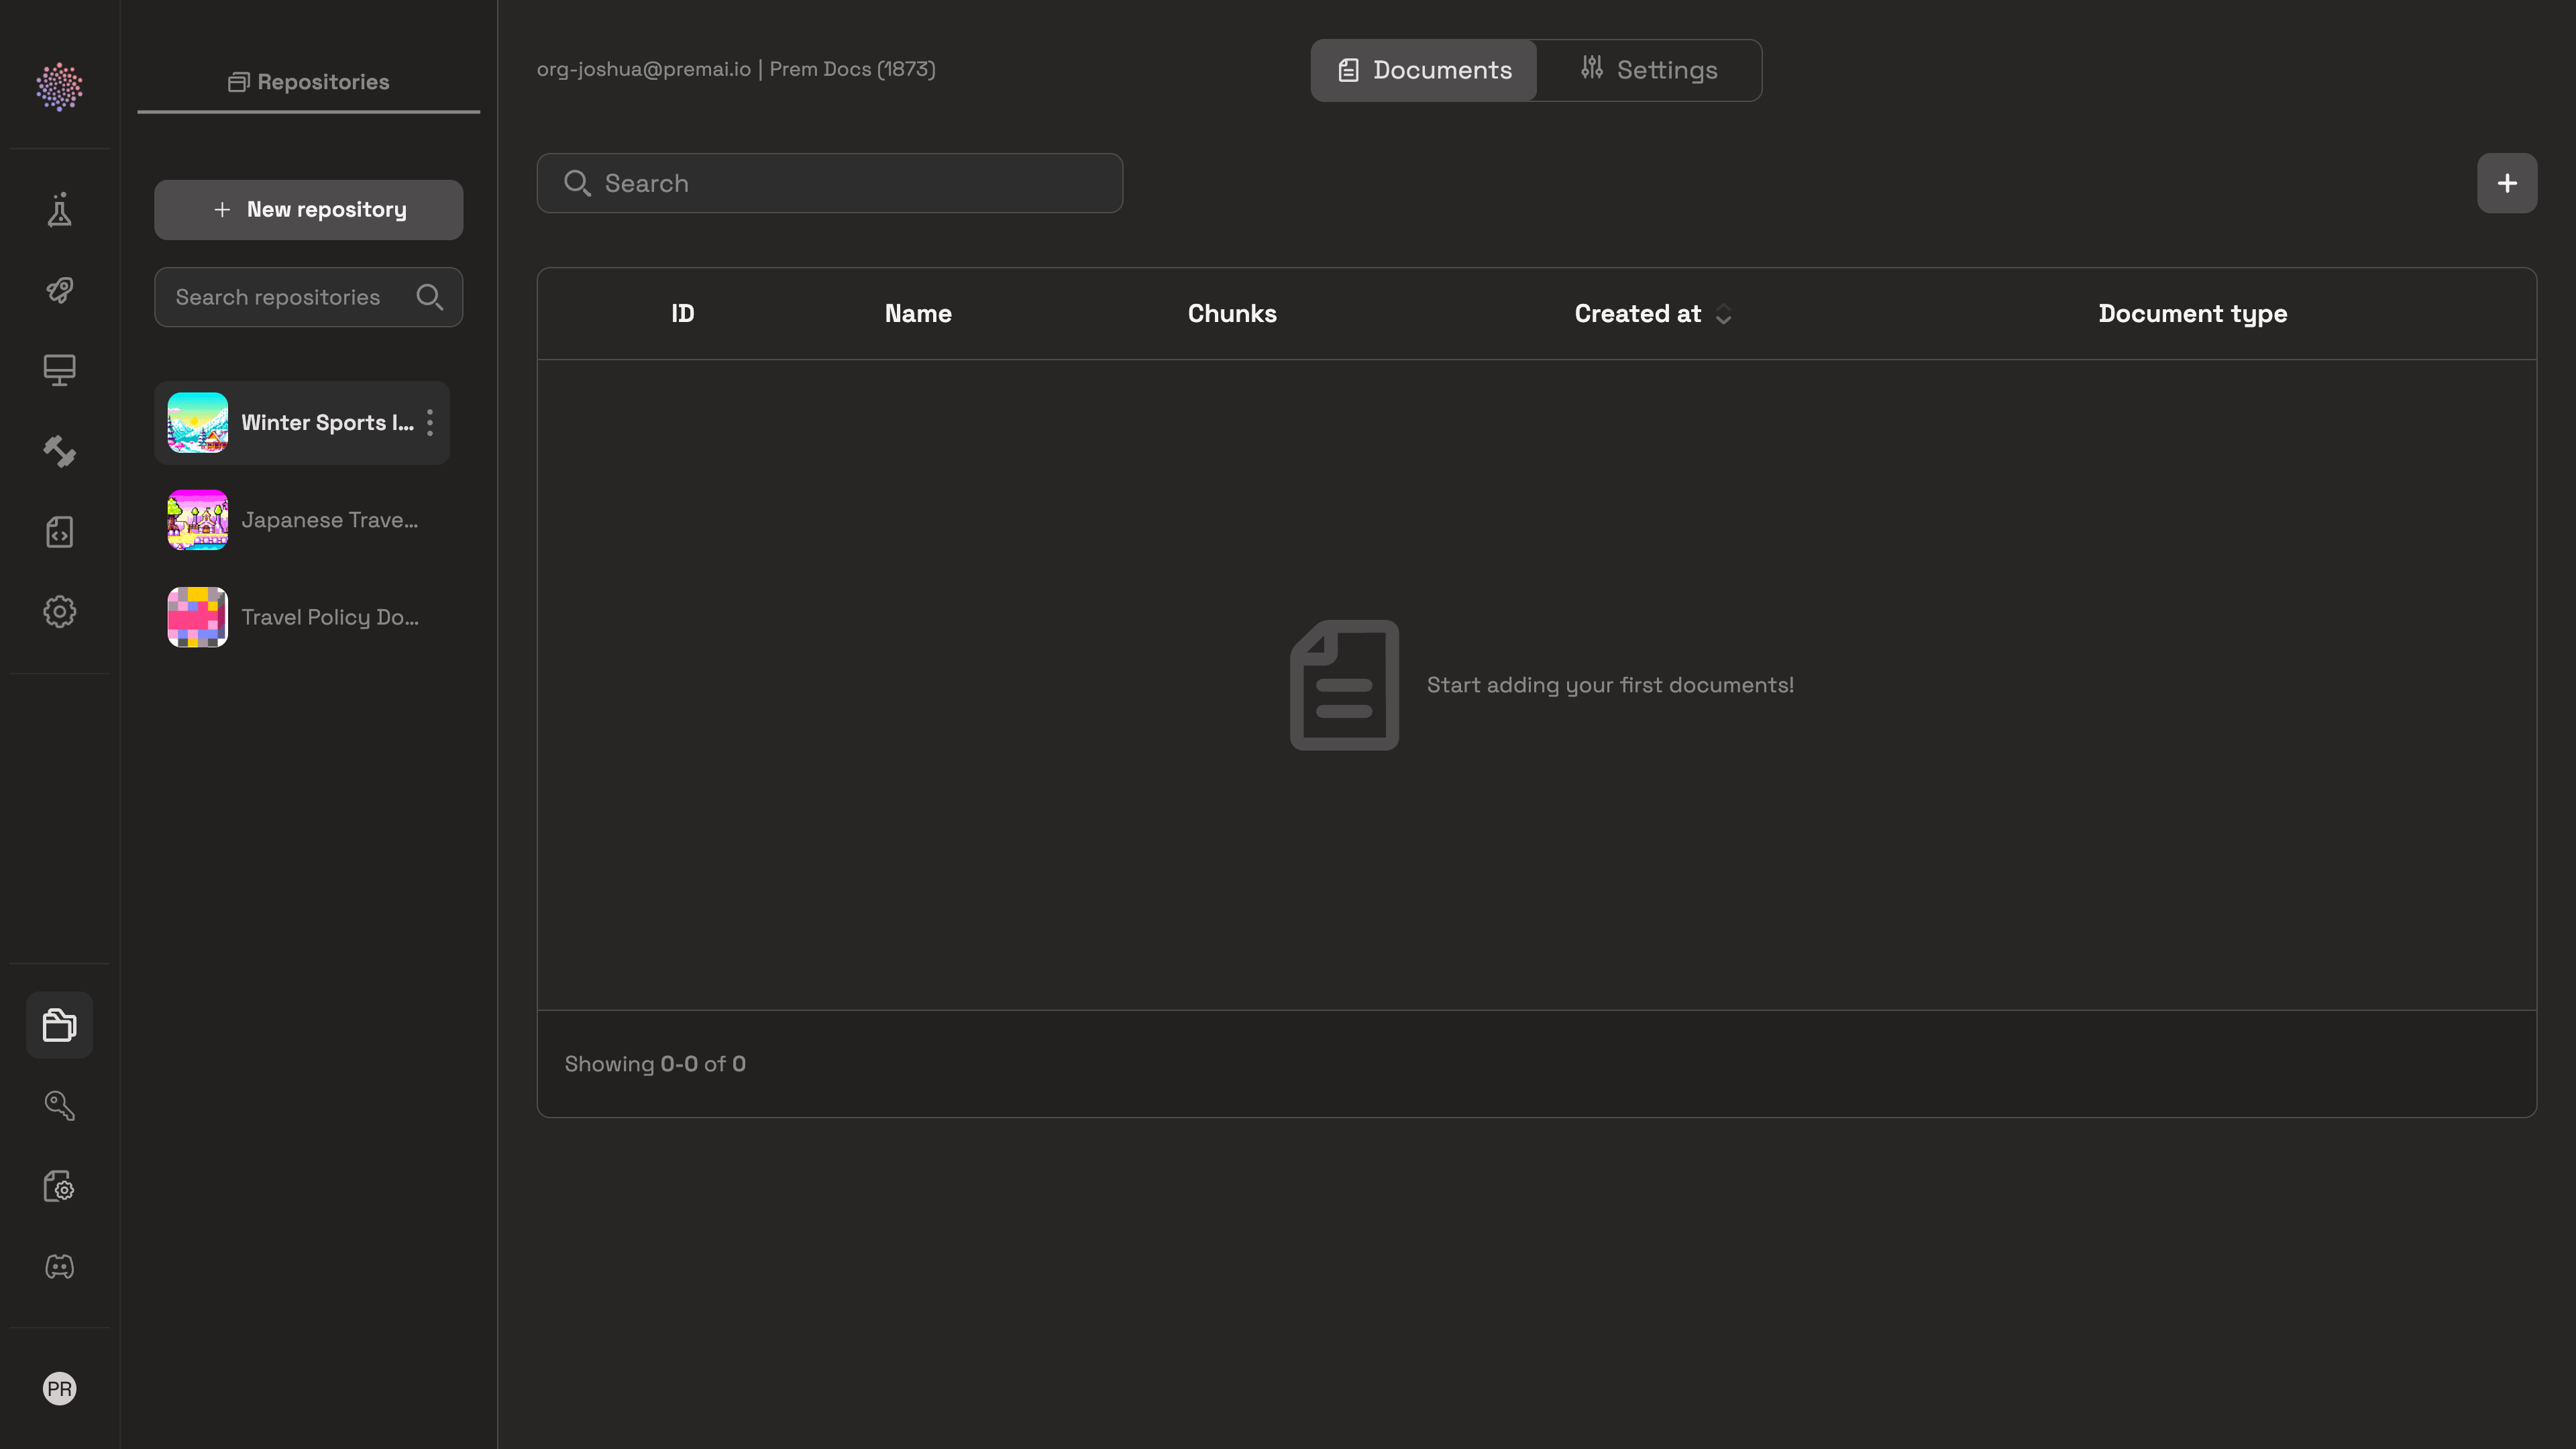 Repositories
New repository
Search repositories
Winter Sports I...
Japanese Trave...
Travel Policy Do...
PR
org-joshua@premai.io | Prem Docs (1873)
Documents
Settings
Search
ID Name Chunks Created at Document type
Start adding your first documents!
Showing 0-0 of 0